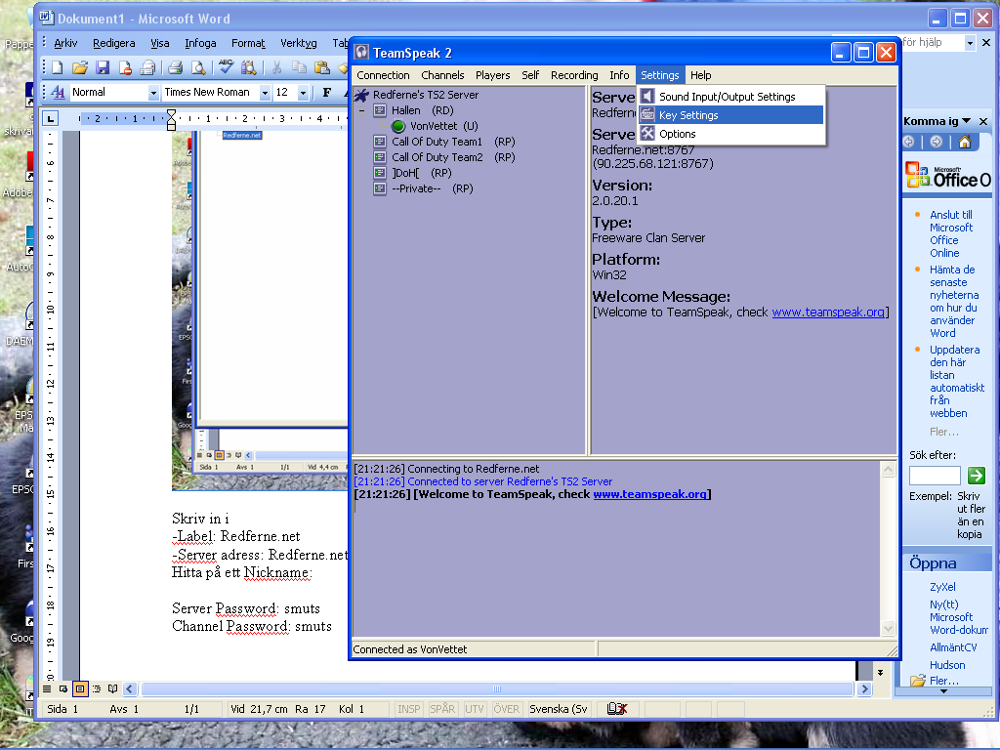 Dokument1 - Microsoft Word
Arkiv Redigera Visa Infoga Format Verktyg
för hjälp
Normal Times New Roman 12 F
TeamSpeak 2
Connection Channels Players Self Recording Info Settings Help
Sound Input/Output Settings
Key Settings
Options
Redferne's TS2 Server
Hallen (RD)
VonVettet (U)
Call Of Duty Team1 (RP)
Call Of Duty Team2 (RP)
]DoH[ (RP)
--Private-- (RP)
Redferne.net:8767
(90.225.68.121:8767)
Version:
2.0.20.1
Type:
Freeware Clan Server
Platform:
Win32
Welcome Message:
[Welcome to TeamSpeak, check www.teamspeak.org]
[21:21:26] Connecting to Redferne.net
[21:21:26] Connected to server Redferne's TS2 Server
[21:21:26] [Welcome to TeamSpeak, check www.teamspeak.org]
Connected as VonVettet
Redferne.net
Sida 1 Avs 1 1/1 Vid 4,4 cm
Skriv in i
-Label: Redferne.net
-Server adress: Redferne.net
Hitta på ett Nickname:
Server Password: smuts
Channel Password: smuts
Komma ig
Microsoft
Office O
Anslut till
Microsoft
Office
Online
Hämta de
senaste
nyheterna
om hur du
använder
Word
Uppdatera
den här
listan
automatiskt
från
webben
Fler...
Sök efter:
Exempel: Skriv
ut fler
än en
kopia
Öppna
ZyXel
Ny(tt)
Microsoft
Word-dokum
AllmäntCV
Hudson
Fler...
Sida 1 Avs 1 1/1 Vid 21,7 cm Ra 17 Kol 1 INSP SPÅR UTV ÖVER Svenska (Sv